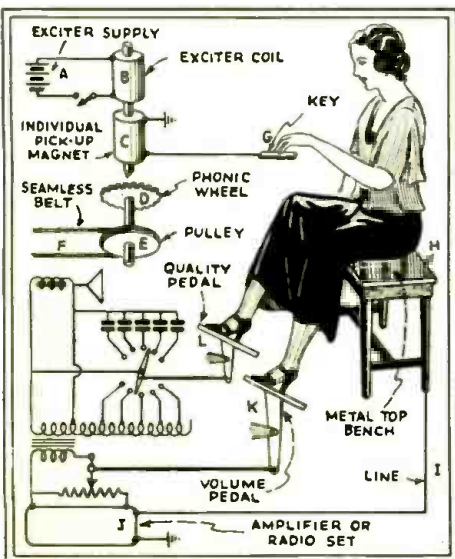 EXCITER SUPPLY
A
B
EXCITER COIL
INDIVIDUAL
PICK-UP
MAGNET
C
KEY
G
SEAMLESS
BELT
D
PHONIC
WHEEL
F
E
PULLEY
H
QUALITY
PEDAL
L
K
METAL TOP
BENCH
VOLUME
PEDAL
LINE
I
J
AMPLIFIER OR
RADIO SET